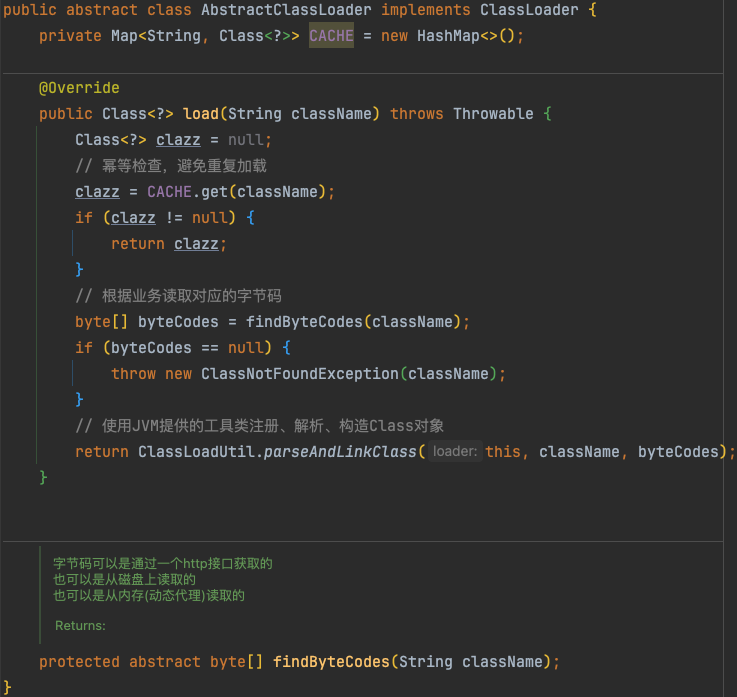 public abstract class AbstractClassLoader implements ClassLoader {
private Map<String, Class<?>> CACHE = new HashMap<>();
@Override
public Class<?> load(String className) throws Throwable {
Class<?> clazz = null;
// 幂等检查，避免重复加载
clazz = CACHE.get(className);
if (clazz != null) {
return clazz;
}
// 根据业务读取对应的字节码
byte[] byteCodes = findByteCodes(className);
if (byteCodes == null) {
throw new ClassNotFoundException(className);
}
// 使用JVM提供的工具类注册、解析、构造Class对象
return ClassLoadUtil.parseAndLinkClass( loader: this, className, byteCodes);
}
字节码可以是通过一个http接口获取的
也可以是从磁盘上读取的
也可以是从内存(动态代理)读取的
Returns:
protected abstract byte[] findByteCodes(String className);
}